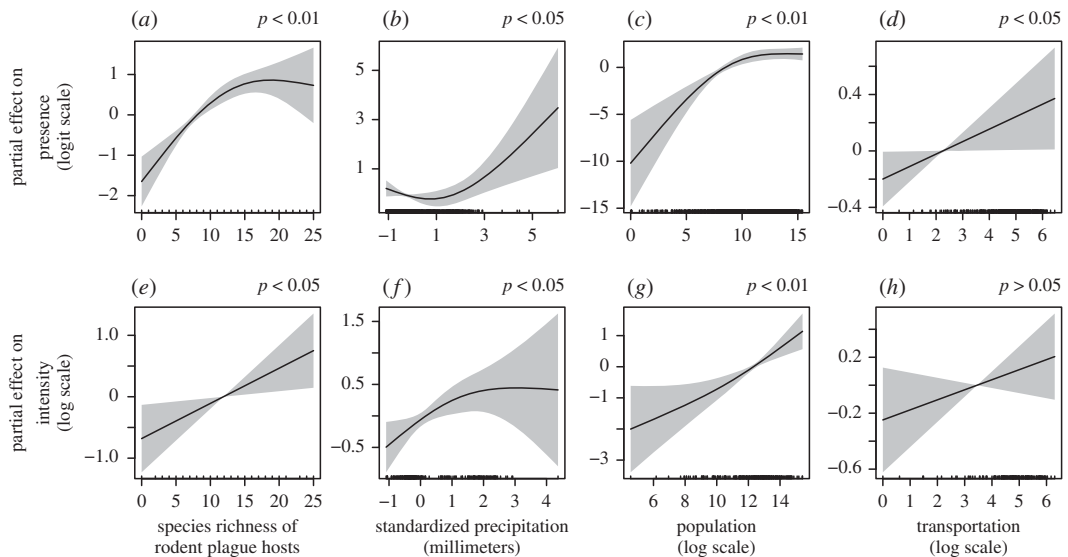 (a) p < 0.01
(b) p < 0.05
(c) p < 0.01
(d) p < 0.05
partial effect on
presence
(logit scale)
1
0
−1
−2
0 5 10 15 20 25
5
3
1
−1 1 3 5
0
−5
−10
−15
0 5 10 15
0.4
0
−0.4
0 1 2 3 4 5 6
(e) p < 0.05
(f) p < 0.05
(g) p < 0.01
(h) p > 0.05
partial effect on
intensity
(log scale)
1.0
0
−1.0
0 5 10 15 20 25
species richness of
rodent plague hosts
1.5
0.5
−0.5
−1 0 1 2 3 4
standardized precipitation
(millimeters)
1
0
−1
−3
6 8 10 12 14
population
(log scale)
0.2
−0.2
−0.6
0 1 2 3 4 5 6
transportation
(log scale)